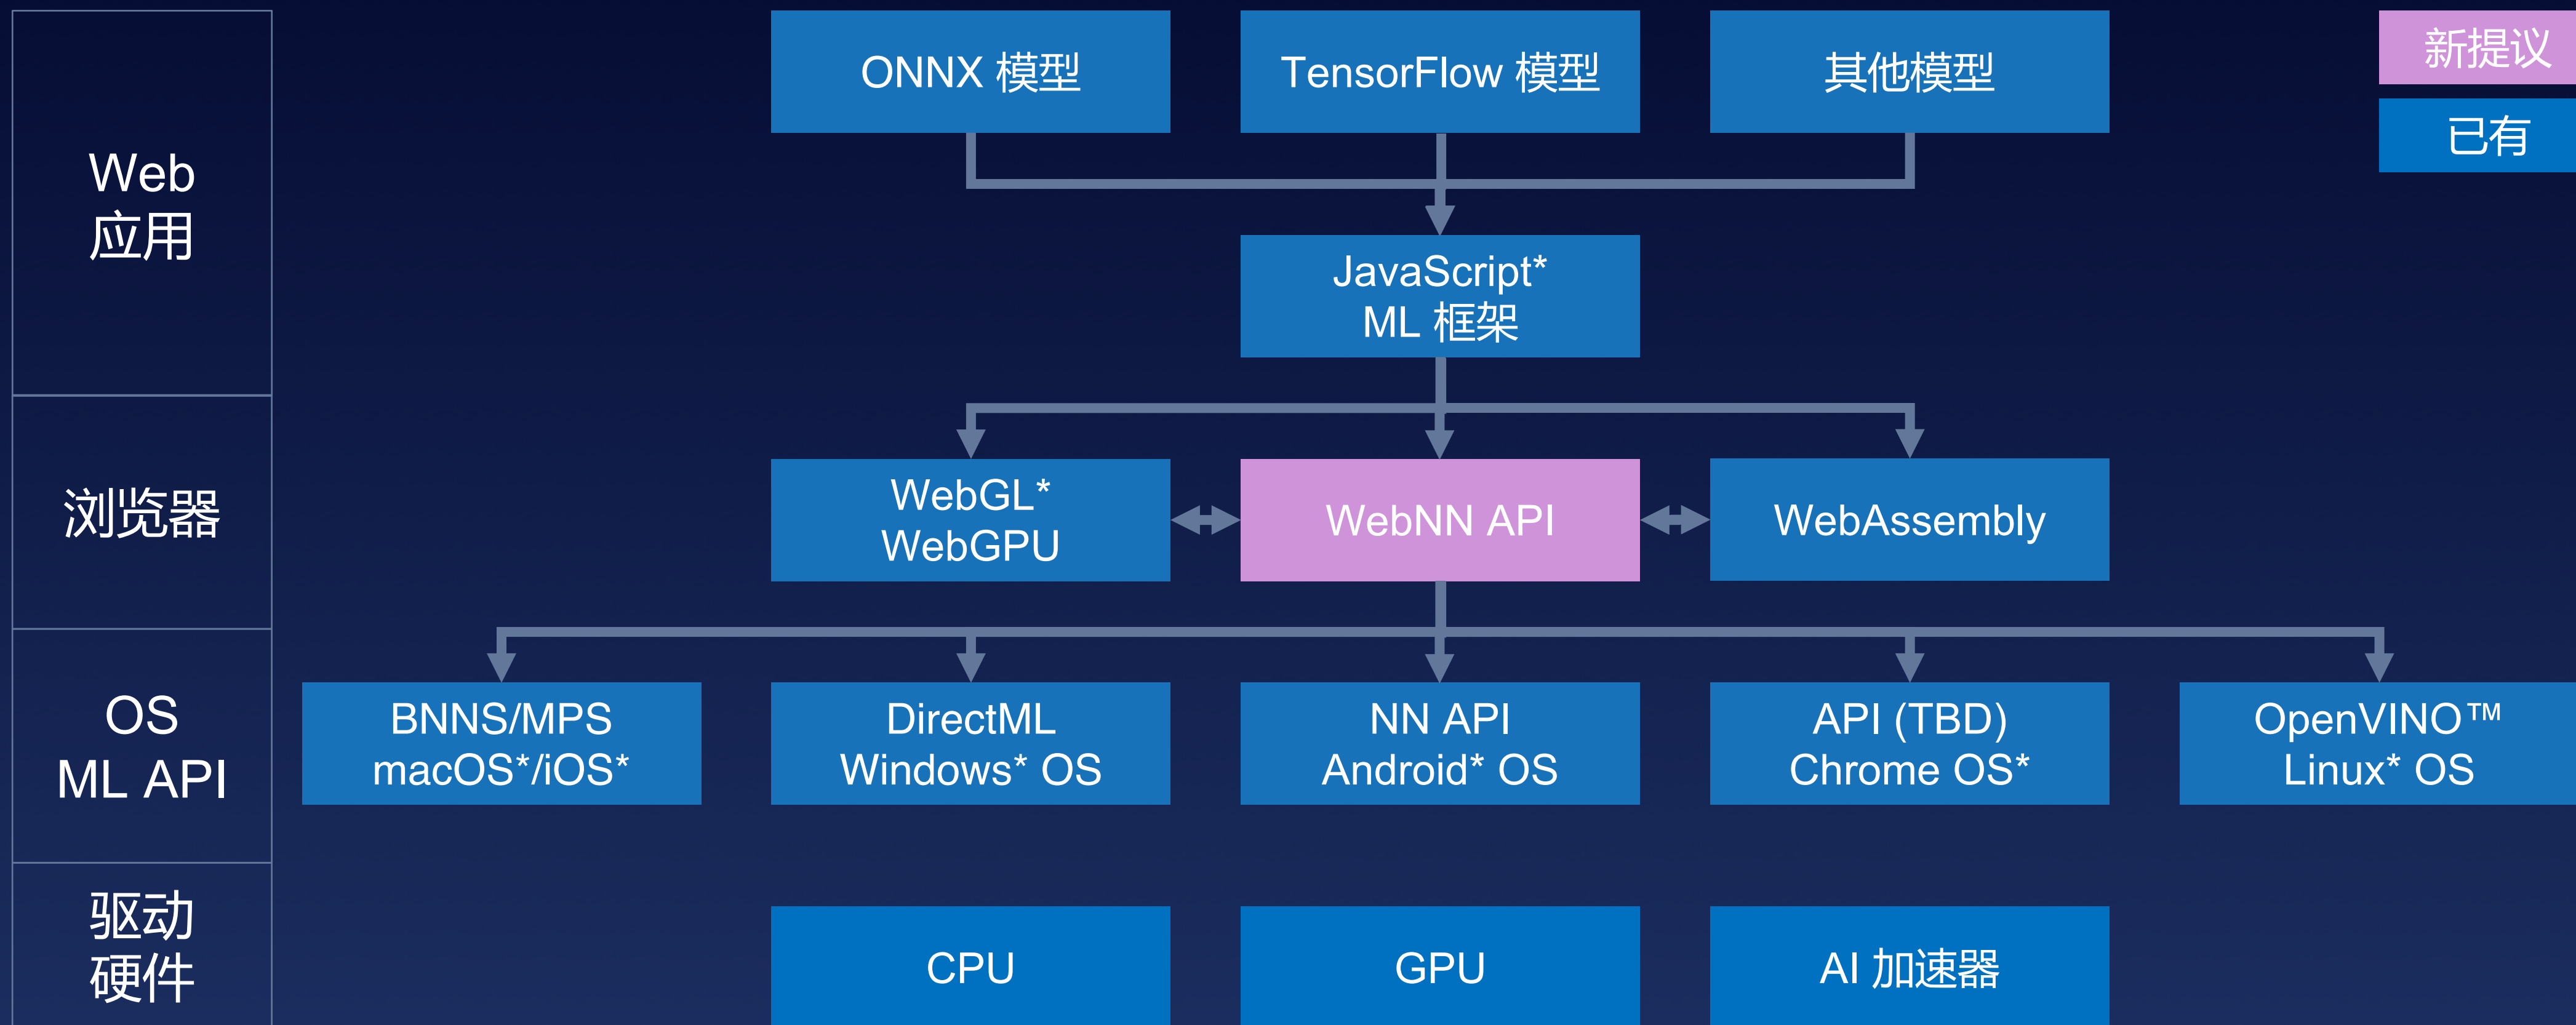 Web
应用
ONNX 模型
TensorFlow 模型
其他模型
新提议
已有
JavaScript*
ML 框架
浏览器
WebGL*
WebGPU
WebNN API
WebAssembly
OS
ML API
BNNS/MPS
macOS*/iOS*
DirectML
Windows* OS
NN API
Android* OS
API (TBD)
Chrome OS*
OpenVINO™
Linux* OS
驱动
硬件
CPU
GPU
AI 加速器